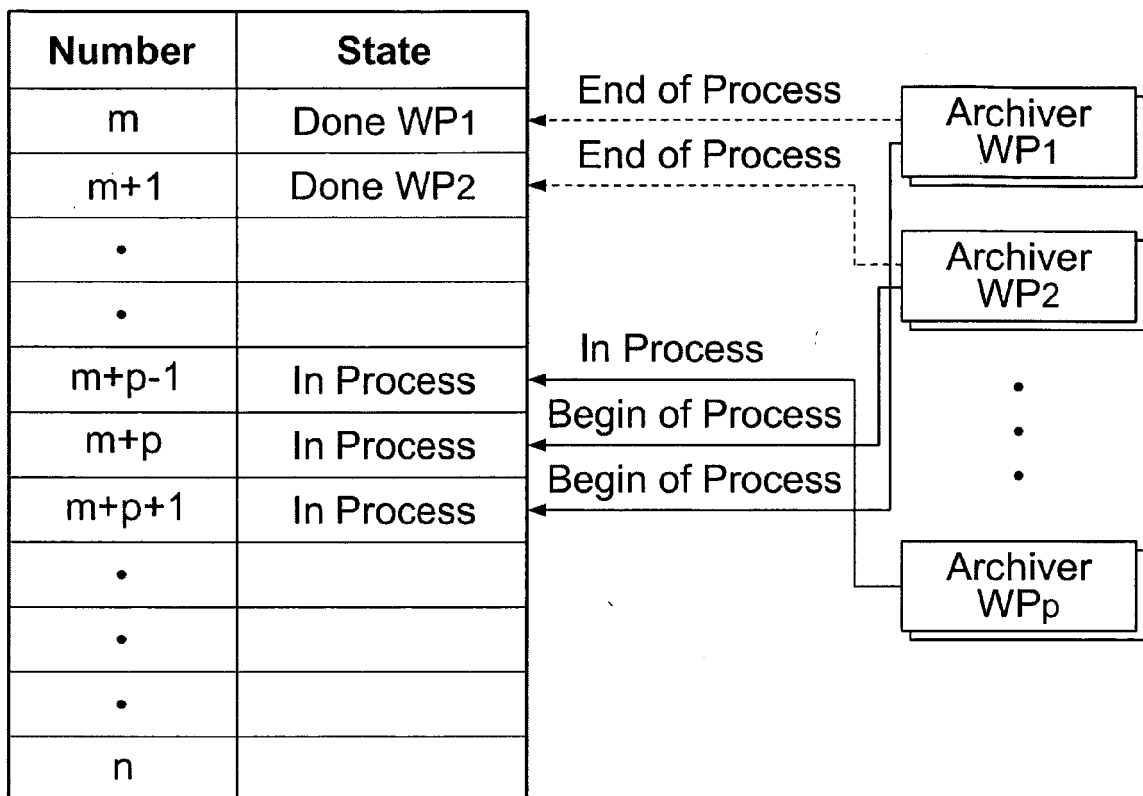 Number State
m Done WP1
m+1 Done WP2
•
•
m+p-1 In Process
m+p In Process
m+p+1 In Process
•
•
•
n
End of Process
End of Process
In Process
Begin of Process
Begin of Process
Archiver
WP1
Archiver
WP2
•
•
•
Archiver
WPp